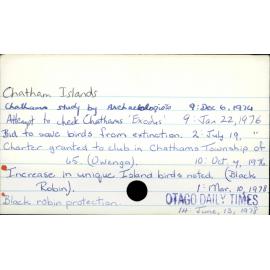 Chatham Islands
Chathams study by Archaeologists 9: Dec 6, 1974
Attempt to check Chathams 'Exodus' 9: Jan 22, 1976
Bid to save birds from extinction. 2: July 19, "
Charter granted to club in Chathams Township of
65. (Owenga). 10: Oct 7, 1976
Increase in unique Island birds noted. (Black
Robin). 1: Mar. 10, 1978
Black robin protection. OTAGO DAILY TIMES
14 June, 13, 1978